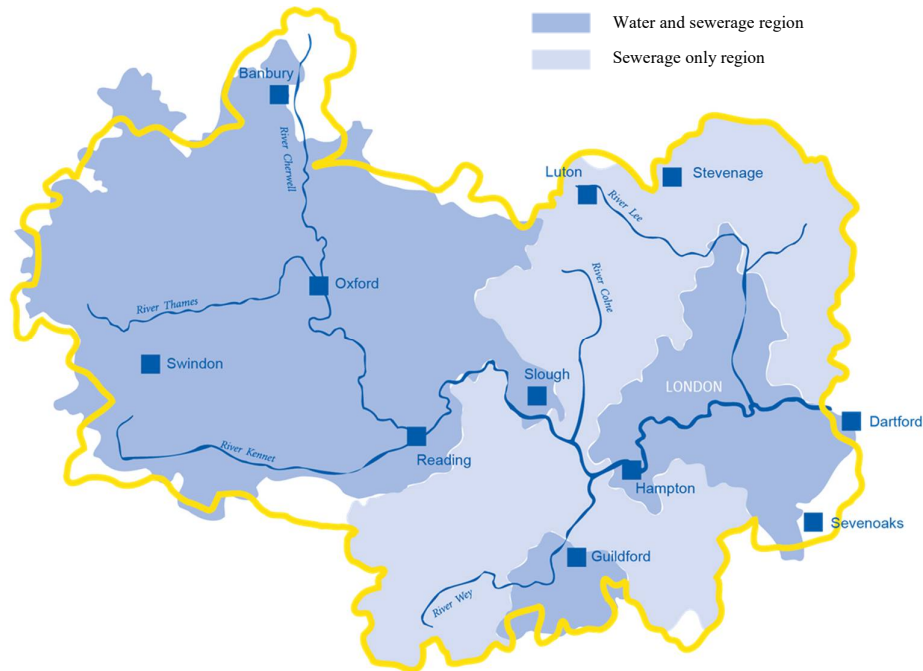 Water and sewerage region
Sewerage only region
Banbury
River Cherwell
Luton
Stevenage
River Lee
Oxford
River Thames
River Colne
Swindon
Slough
LONDON
Dartford
River Kennet
Reading
Hampton
Sevenoaks
Guildford
River Wey